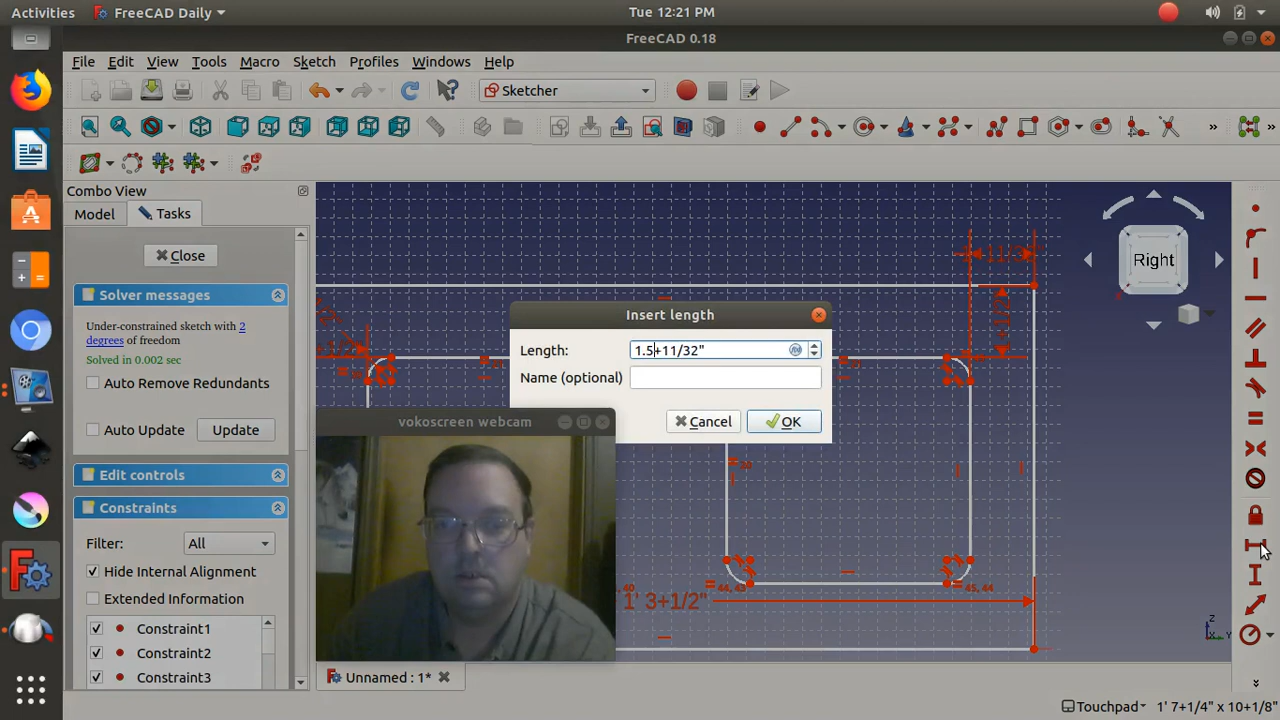 Activities
FreeCAD Daily
Tue 12:21 PM
FreeCAD 0.18
File Edit View Tools Macro Sketch Profiles Windows Help
Sketcher
Combo View
Model Tasks
Close
Solver messages
Under-constrained sketch with 2
degrees of freedom
Solved in 0.002 sec
Auto Remove Redundants
Auto Update Update
Edit controls
Constraints
Filter: All
Hide Internal Alignment
Extended Information
Constraint1
Constraint2
Constraint3
Insert length
Length: 1.5+11/32"
Name (optional)
Cancel OK
vokoscreen webcam
Right
1' 3+1/2"
44, 43
45, 44
Z
X Y
Unnamed : 1*
Touchpad 1' 7+1/4" x 10+1/8"